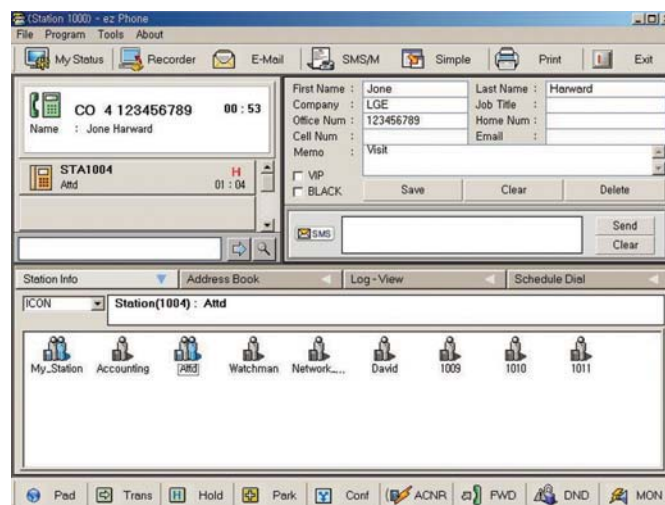 (Station 1000) - ez Phone
File Program Tools About
My Status Recorder E-Mail SMS/M Simple Print Exit
CO 4 123456789 00 : 53
Name : Jone Harward
STA1004 H
Attd 01 : 04
First Name : Jone Last Name : Harward
Company : LGE Job Title :
Office Num : 123456789 Home Num :
Cell Num : Email :
Memo : Visit
VIP
BLACK Save Clear Delete
SMS Send
Clear
Station Info Address Book Log - View Schedule Dial
ICON Station(1004) : Attd
My_Station Accounting Attd Watchman Network_... David 1009 1010 1011
Pad Trans H Hold Park Conf ACNR FWD DND MON